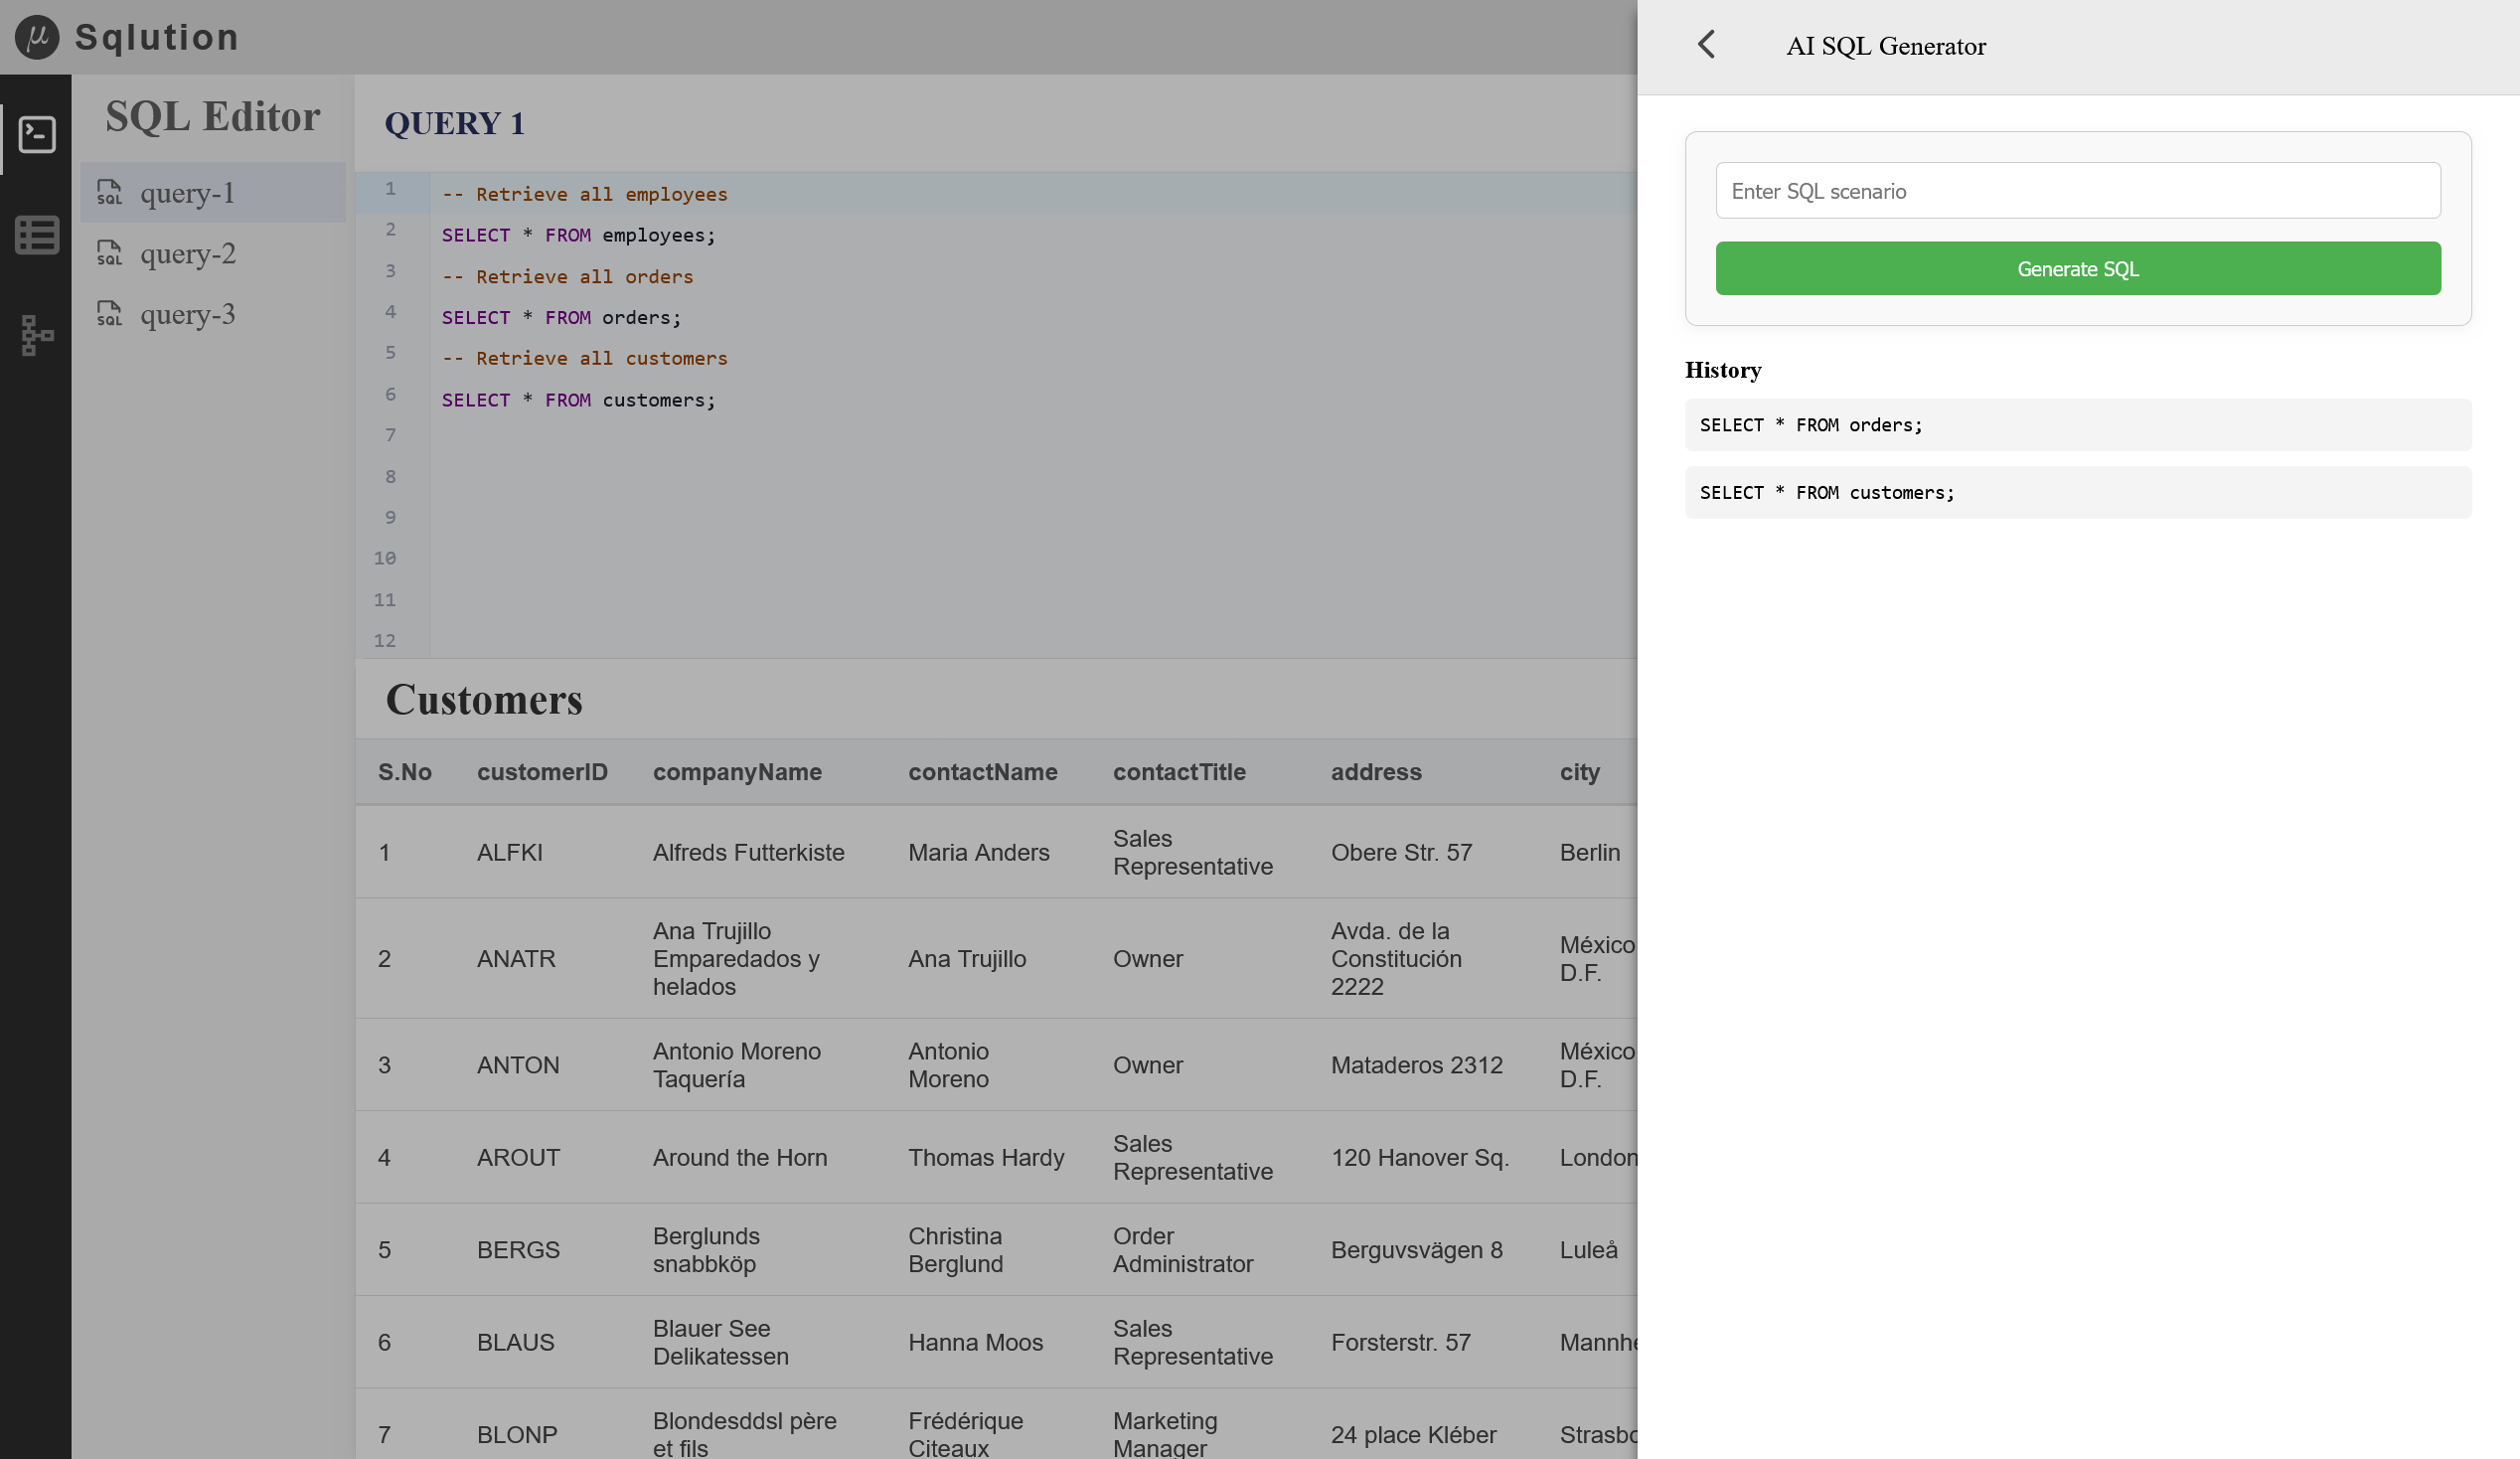 μ Sqlution
SQL Editor
SQL query-1
SQL query-2
SQL query-3
QUERY 1
1 -- Retrieve all employees
2 SELECT * FROM employees;
3 -- Retrieve all orders
4 SELECT * FROM orders;
5 -- Retrieve all customers
6 SELECT * FROM customers;
7
8
9
10
11
12
Customers
S.No customerID companyName contactName contactTitle address city
1 ALFKI Alfreds Futterkiste Maria Anders Sales Representative Obere Str. 57 Berlin
2 ANATR Ana Trujillo Emparedados y helados Ana Trujillo Owner Avda. de la Constitución 2222 México D.F.
3 ANTON Antonio Moreno Taquería Antonio Moreno Owner Mataderos 2312 México D.F.
4 AROUT Around the Horn Thomas Hardy Sales Representative 120 Hanover Sq. London
5 BERGS Berglunds snabbköp Christina Berglund Order Administrator Berguvsvägen 8 Luleå
6 BLAUS Blauer See Delikatessen Hanna Moos Sales Representative Forsterstr. 57 Mannhe
7 BLONP Blondesddsl père et fils Frédérique Citeaux Marketing Manager 24 place Kléber Strasbo
AI SQL Generator
Enter SQL scenario
Generate SQL
History
SELECT * FROM orders;
SELECT * FROM customers;